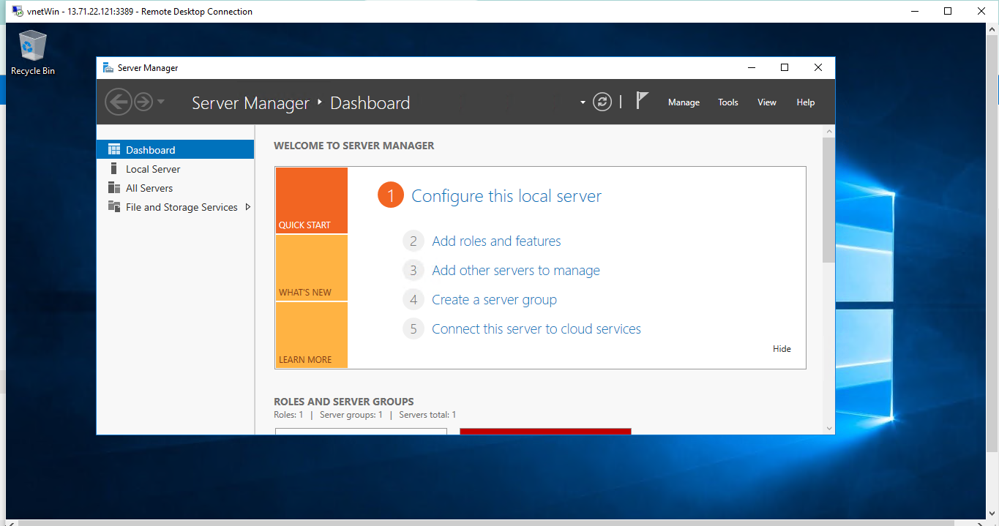 vnetWin - 13.71.22.121:3389 - Remote Desktop Connection
Recycle Bin
Server Manager
Server Manager ‣ Dashboard
Manage Tools View Help
Dashboard
Local Server
All Servers
File and Storage Services
WELCOME TO SERVER MANAGER
QUICK START
WHAT'S NEW
LEARN MORE
1 Configure this local server
2 Add roles and features
3 Add other servers to manage
4 Create a server group
5 Connect this server to cloud services
Hide
ROLES AND SERVER GROUPS
Roles: 1 | Server groups: 1 | Servers total: 1